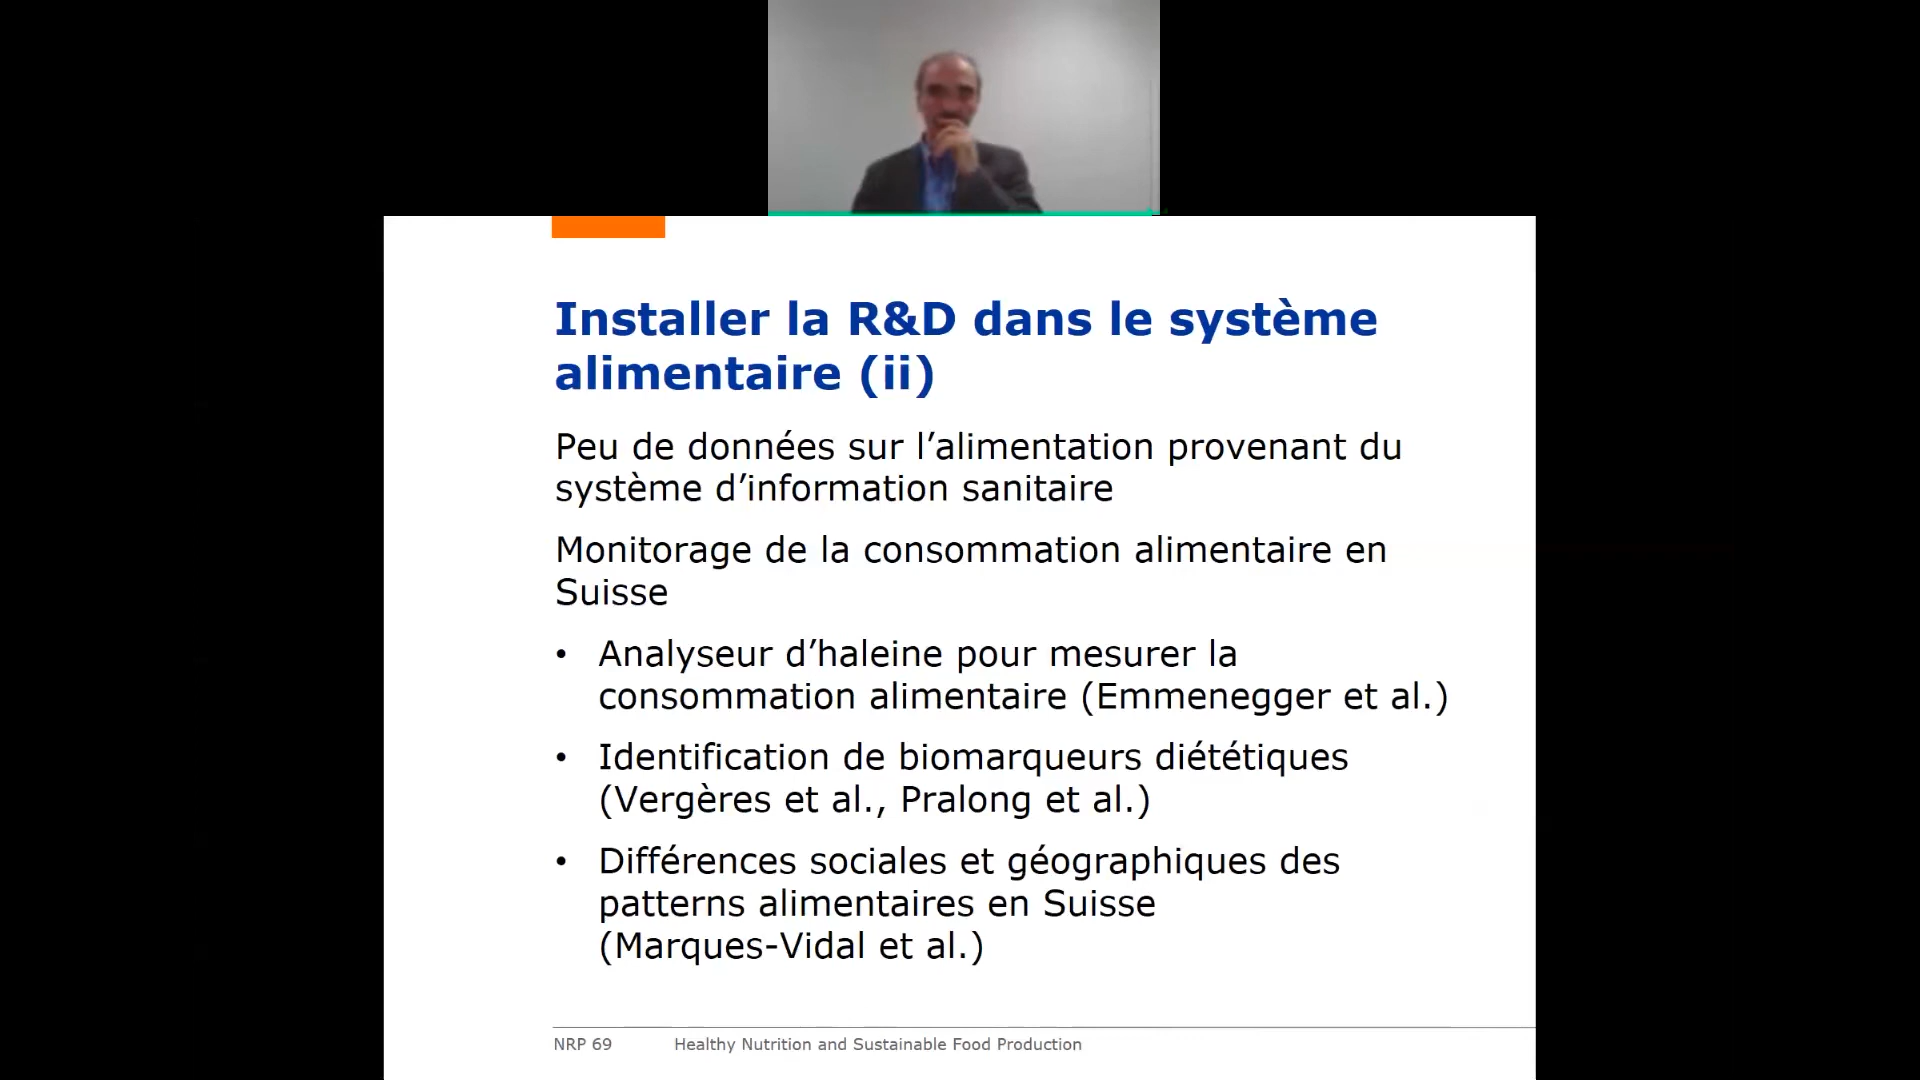 Installer la R&D dans le système
alimentaire (ii)
Peu de données sur l’alimentation provenant du
système d’information sanitaire
Monitorage de la consommation alimentaire en
Suisse
• Analyseur d’haleine pour mesurer la
consommation alimentaire (Emmenegger et al.)
• Identification de biomarqueurs diététiques
(Vergères et al., Pralong et al.)
• Différences sociales et géographiques des
patterns alimentaires en Suisse
(Marques-Vidal et al.)
NRP 69 Healthy Nutrition and Sustainable Food Production